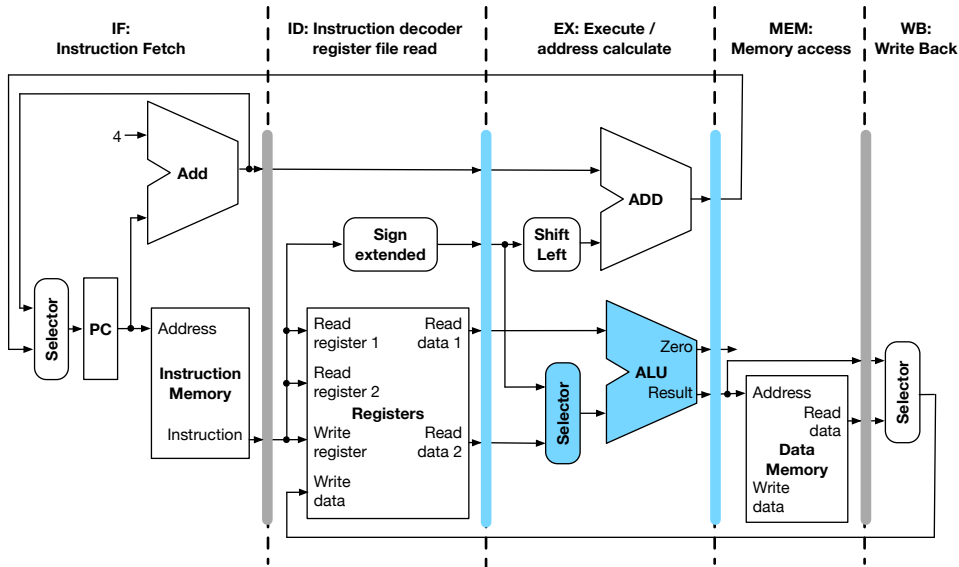 IF:
Instruction Fetch
ID: Instruction decoder
register file read
EX: Execute /
address calculate
MEM:
Memory access
WB:
Write Back
4
Add
ADD
Sign
extended
Shift
Left
Selector
PC
Address
Instruction
Memory
Instruction
Read
register 1
Read
data 1
Read
register 2
Registers
Write
register
Read
data 2
Write
data
Selector
Zero
ALU
Result
Address
Read
data
Data
Memory
Write
data
Selector